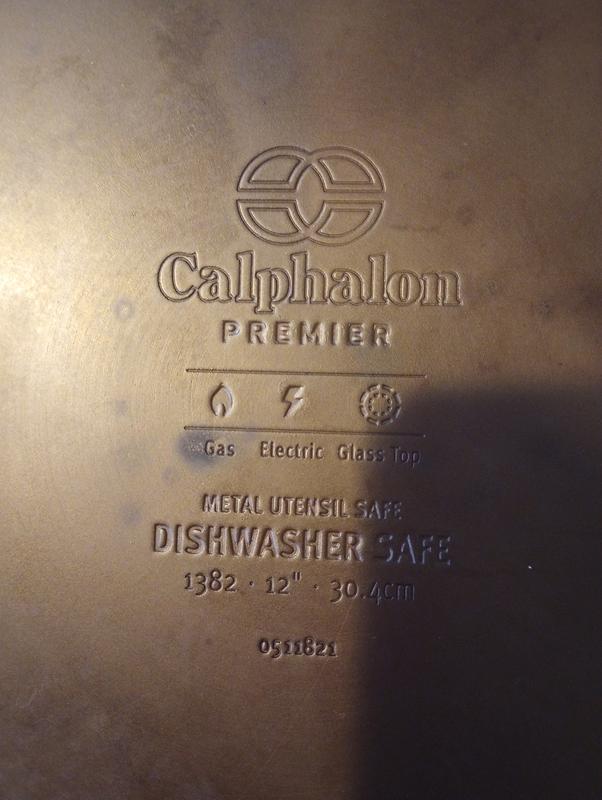 Calphalon
PREMIER
Gas Electric Glass Top
METAL UTENSIL SAFE
DISHWASHER SAFE
1382 · 12" · 30.4cm
0511821